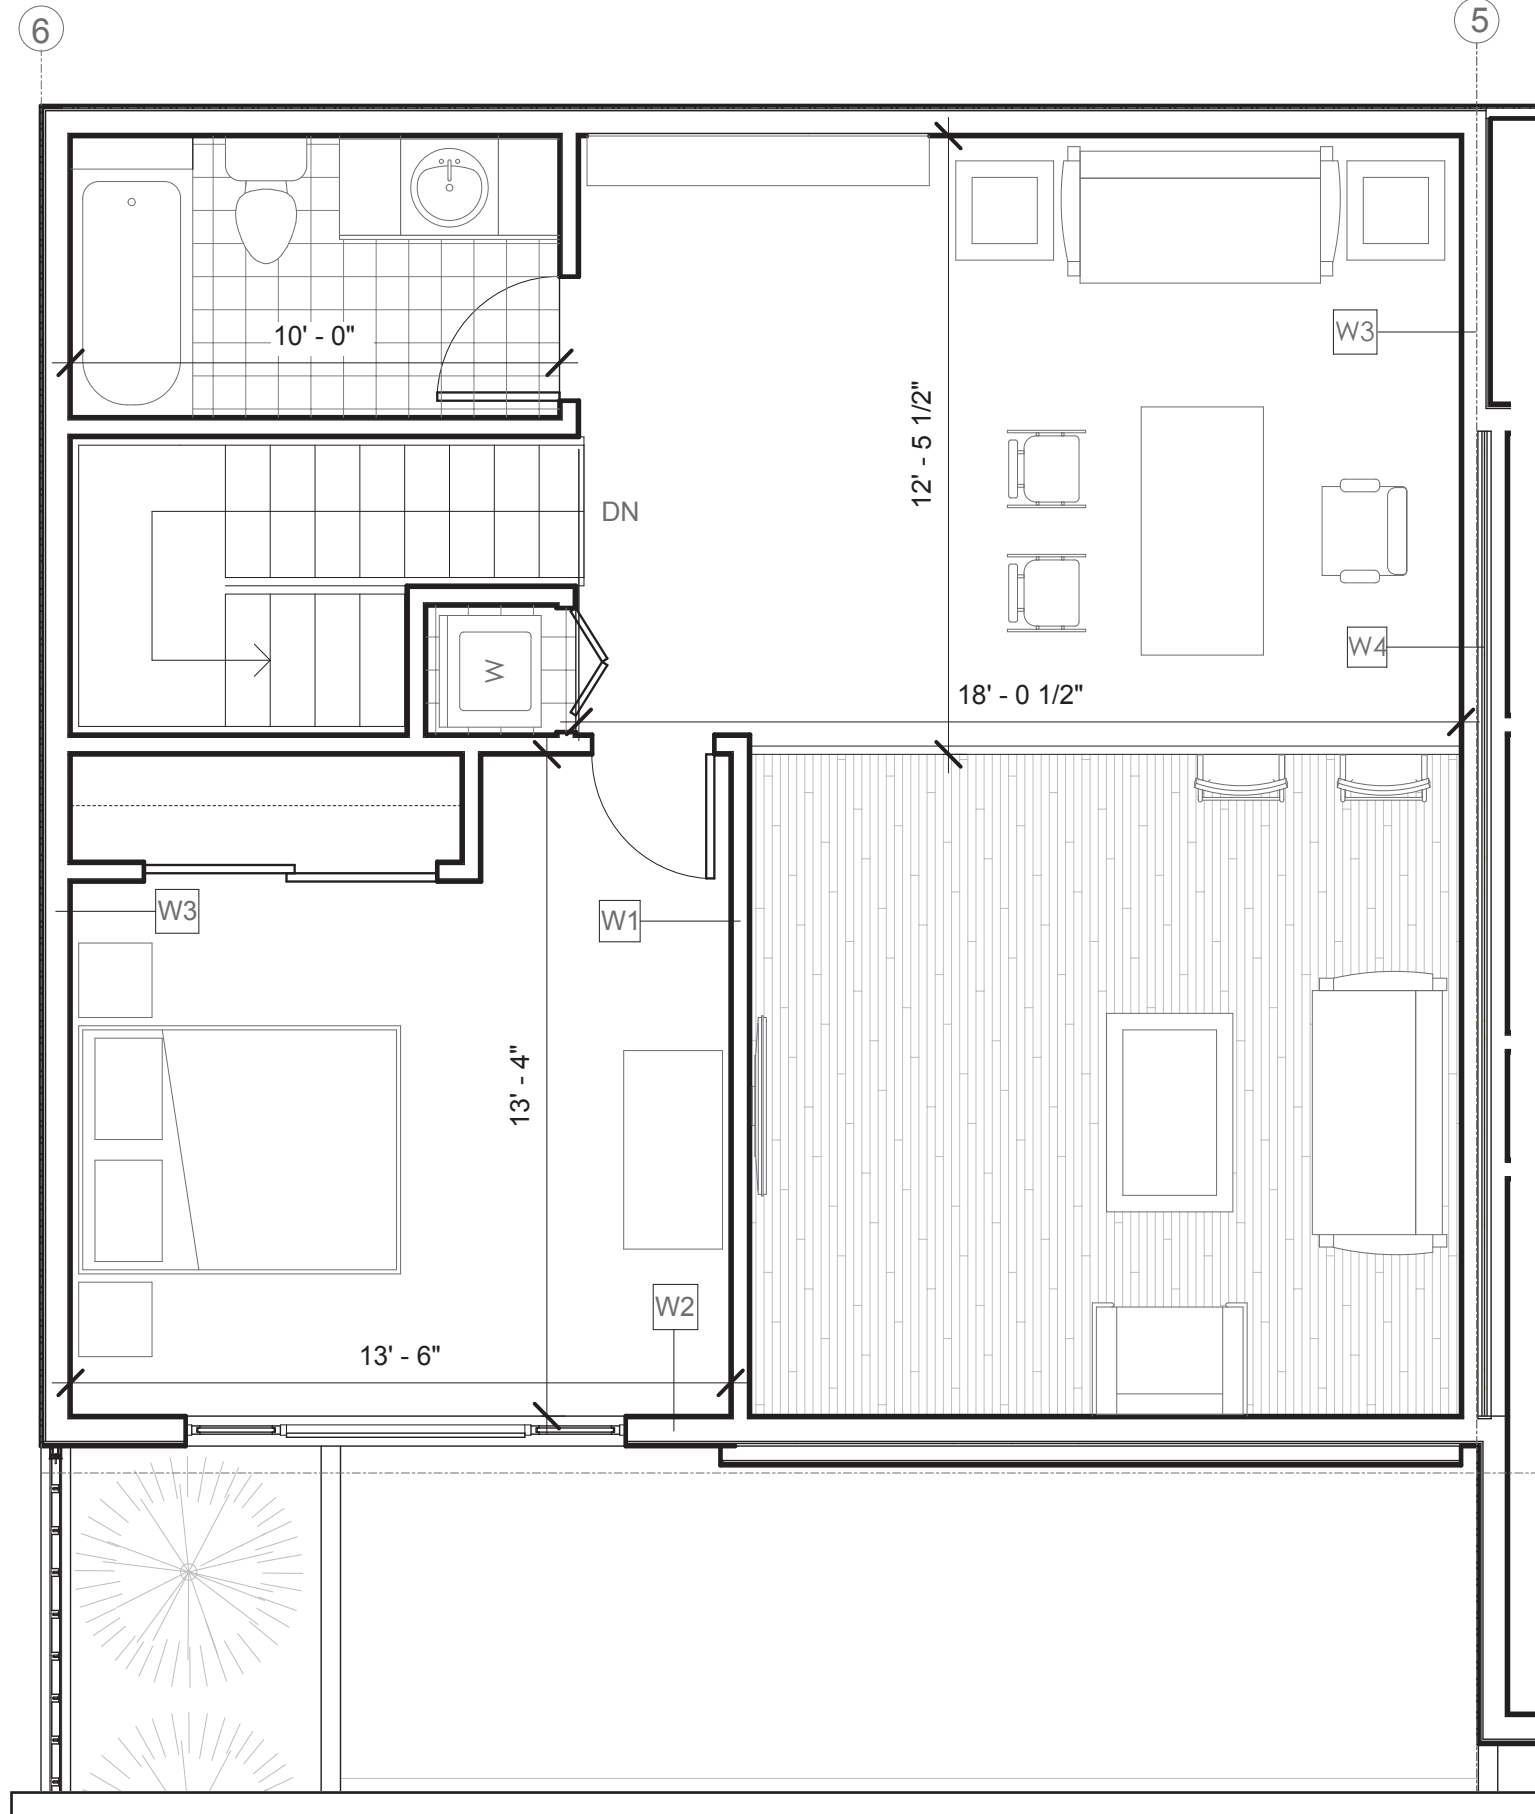 6
5
10' - 0"
W3
12' - 5 1/2"
DN
W4
W
18' - 0 1/2"
W3
W1
13' - 4"
W2
13' - 6"